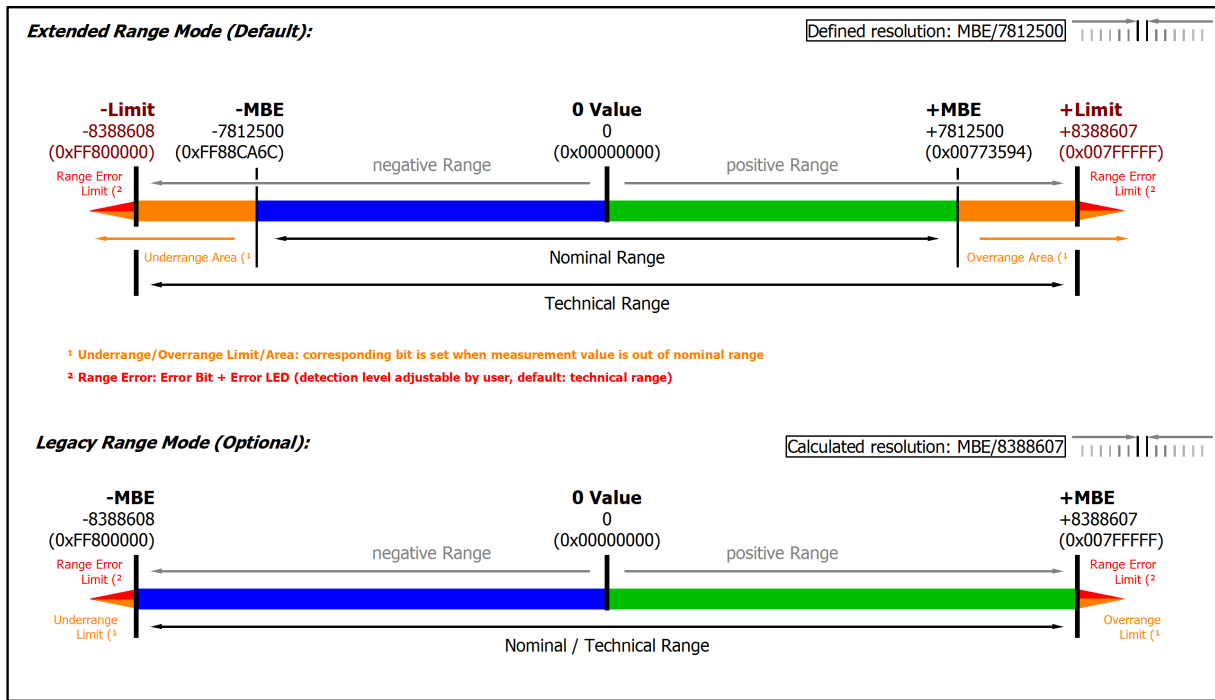 Extended Range Mode (Default):
Defined resolution: MBE/7812500
-Limit
-8388608
(0xFF800000)
-MBE
-7812500
(0xFF88CA6C)
0 Value
0
(0x00000000)
+MBE
+7812500
(0x00773594)
+Limit
+8388607
(0x007FFFFF)
negative Range
positive Range
Range Error
Limit (²
Range Error
Limit (²
Underrange Area (¹
Nominal Range
Overrange Area (¹
Technical Range
¹ Underrange/Overrange Limit/Area: corresponding bit is set when measurement value is out of nominal range
² Range Error: Error Bit + Error LED (detection level adjustable by user, default: technical range)
Legacy Range Mode (Optional):
Calculated resolution: MBE/8388607
-MBE
-8388608
(0xFF800000)
0 Value
0
(0x00000000)
+MBE
+8388607
(0x007FFFFF)
negative Range
positive Range
Range Error
Limit (²
Range Error
Limit (²
Underrange
Limit (¹
Overrange
Limit (¹
Nominal / Technical Range